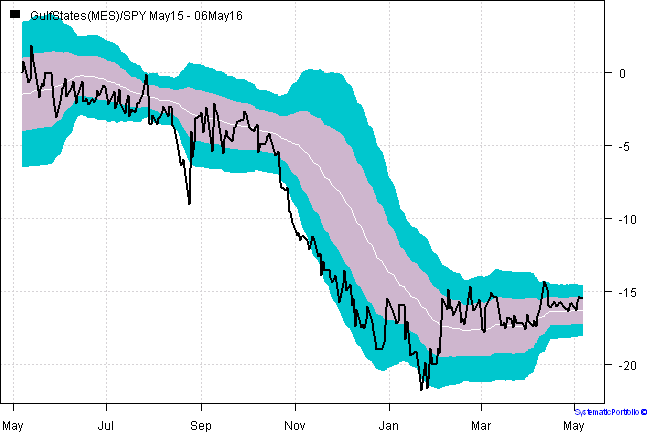 GulfStates(MES)/SPY May15 - 06May16
0
-5
-10
-15
-20
May Jul Sep Nov Jan Mar May
SystematicPortfolio ©